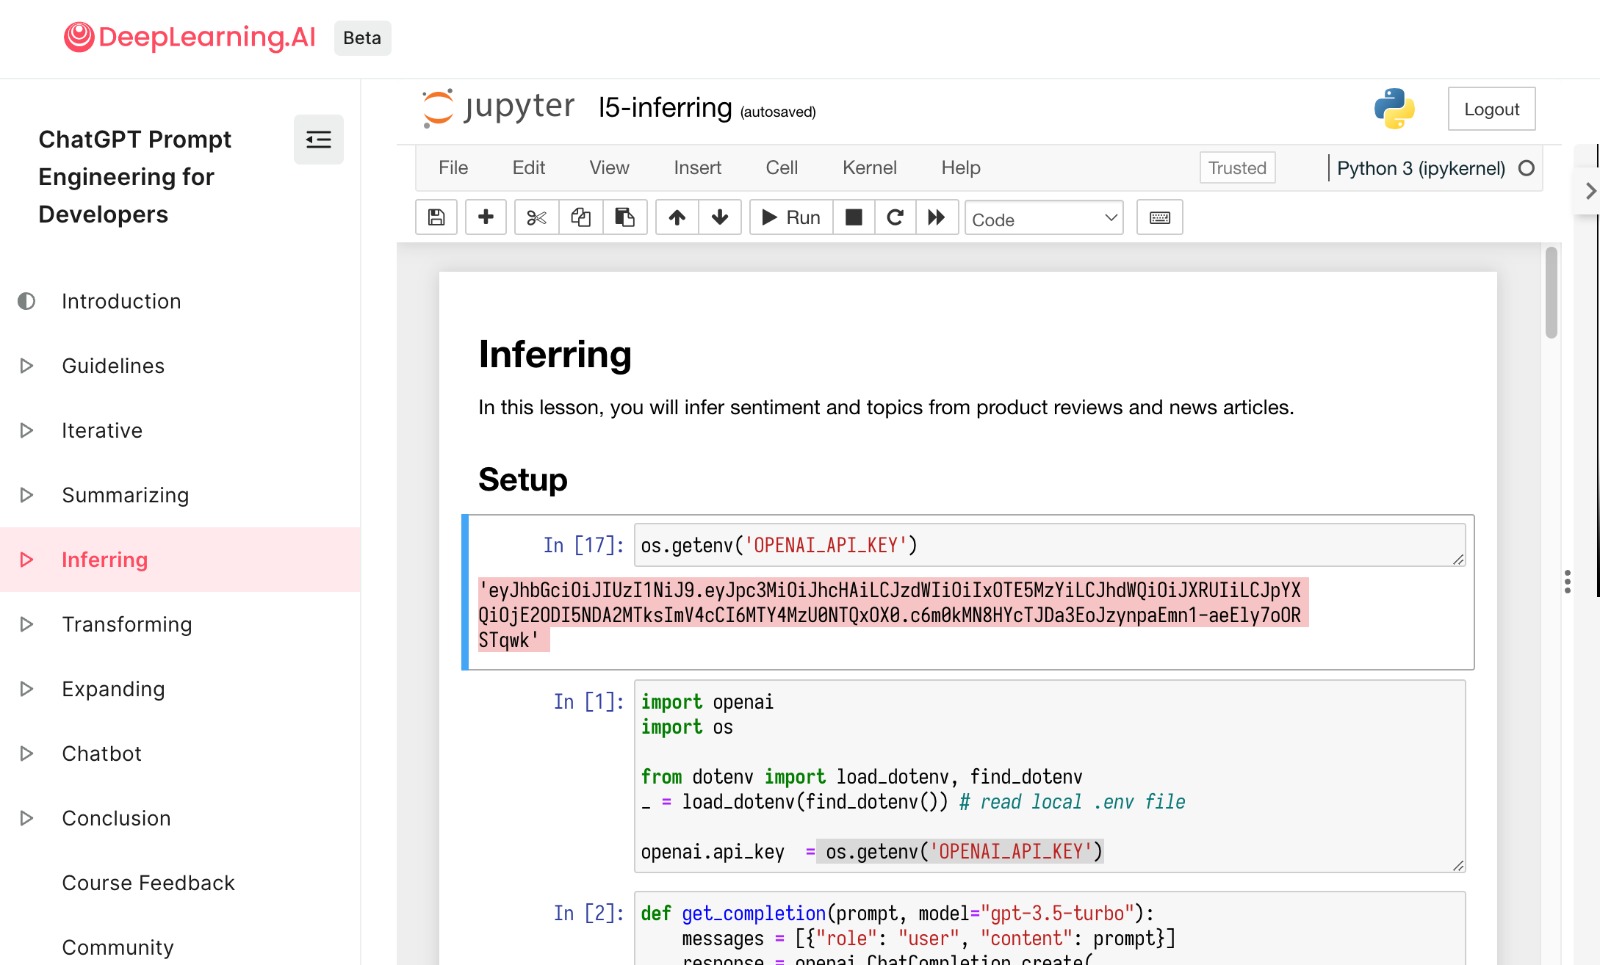 DeepLearning.AI Beta
ChatGPT Prompt
Engineering for
Developers
Introduction
Guidelines
Iterative
Summarizing
Inferring
Transforming
Expanding
Chatbot
Conclusion
Course Feedback
Community
jupyter l5-inferring (autosaved)
Logout
File Edit View Insert Cell Kernel Help
Trusted
Python 3 (ipykernel)
Run
Code
Inferring
In this lesson, you will infer sentiment and topics from product reviews and news articles.
Setup
In [17]: os.getenv('OPENAI_API_KEY')
'eyJhbGciOiJIUzI1NiJ9.eyJpc3MiOiJhcHAiLCJzdWIiOiIxOTE5MzYiLCJhdWQiOiJXRUIiLCJpYX
QiOjE2ODI5NDA2MTksImV4cCI6MTY4MzU0NTQxOX0.c6m0kMN8HYcTJDa3EoJzynpaEmn1-aeEly7oOR
STqwk'
In [1]: import openai
import os
from dotenv import load_dotenv, find_dotenv
_ = load_dotenv(find_dotenv()) # read local .env file
openai.api_key  = os.getenv('OPENAI_API_KEY')
In [2]: def get_completion(prompt, model="gpt-3.5-turbo"):
messages = [{"role": "user", "content": prompt}]
response = openai.ChatCompletion.create(